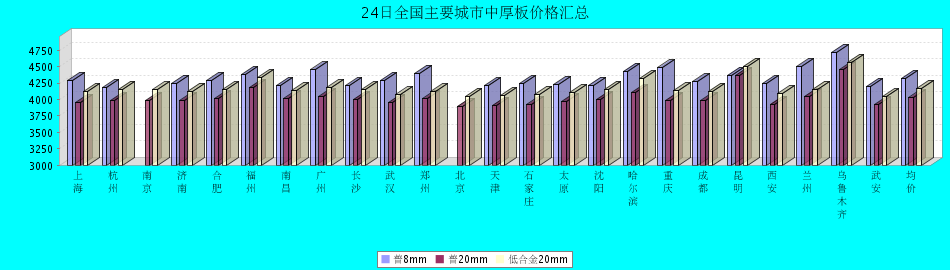 24日全国主要城市中厚板价格汇总
4750
4500
4250
4000
3750
3500
3250
3000
上海 杭州 南京 济南 合肥 福州 南昌 广州 长沙 武汉 郑州 北京 天津 石家庄 太原 沈阳 哈尔滨 重庆 成都 昆明 西安 兰州 乌鲁木齐 武安 均价
普8mm 普20mm 低合金20mm